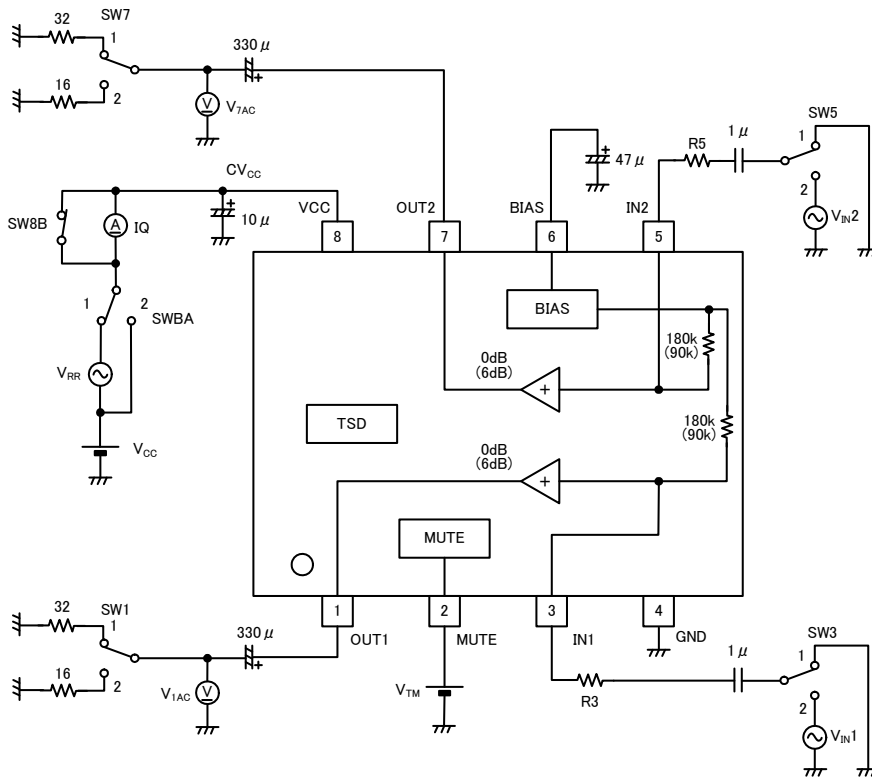 SW7
32
1
330μ
+
16
2
V
V7AC
SW5
1μ
1
R5
2
VIN2
+
47μ
CVCC
SW8B
A
IQ
+
10μ
VCC
OUT2
BIAS
IN2
8
7
6
5
1
2
SWBA
BIAS
180k
(90k)
0dB
(6dB)
+
VRR
180k
(90k)
TSD
VCC
0dB
(6dB)
+
MUTE
1
2
3
4
32
SW1
1
330μ
+
OUT1
MUTE
IN1
GND
1μ
SW3
1
16
2
V
V1AC
VTM
R3
2
VIN1